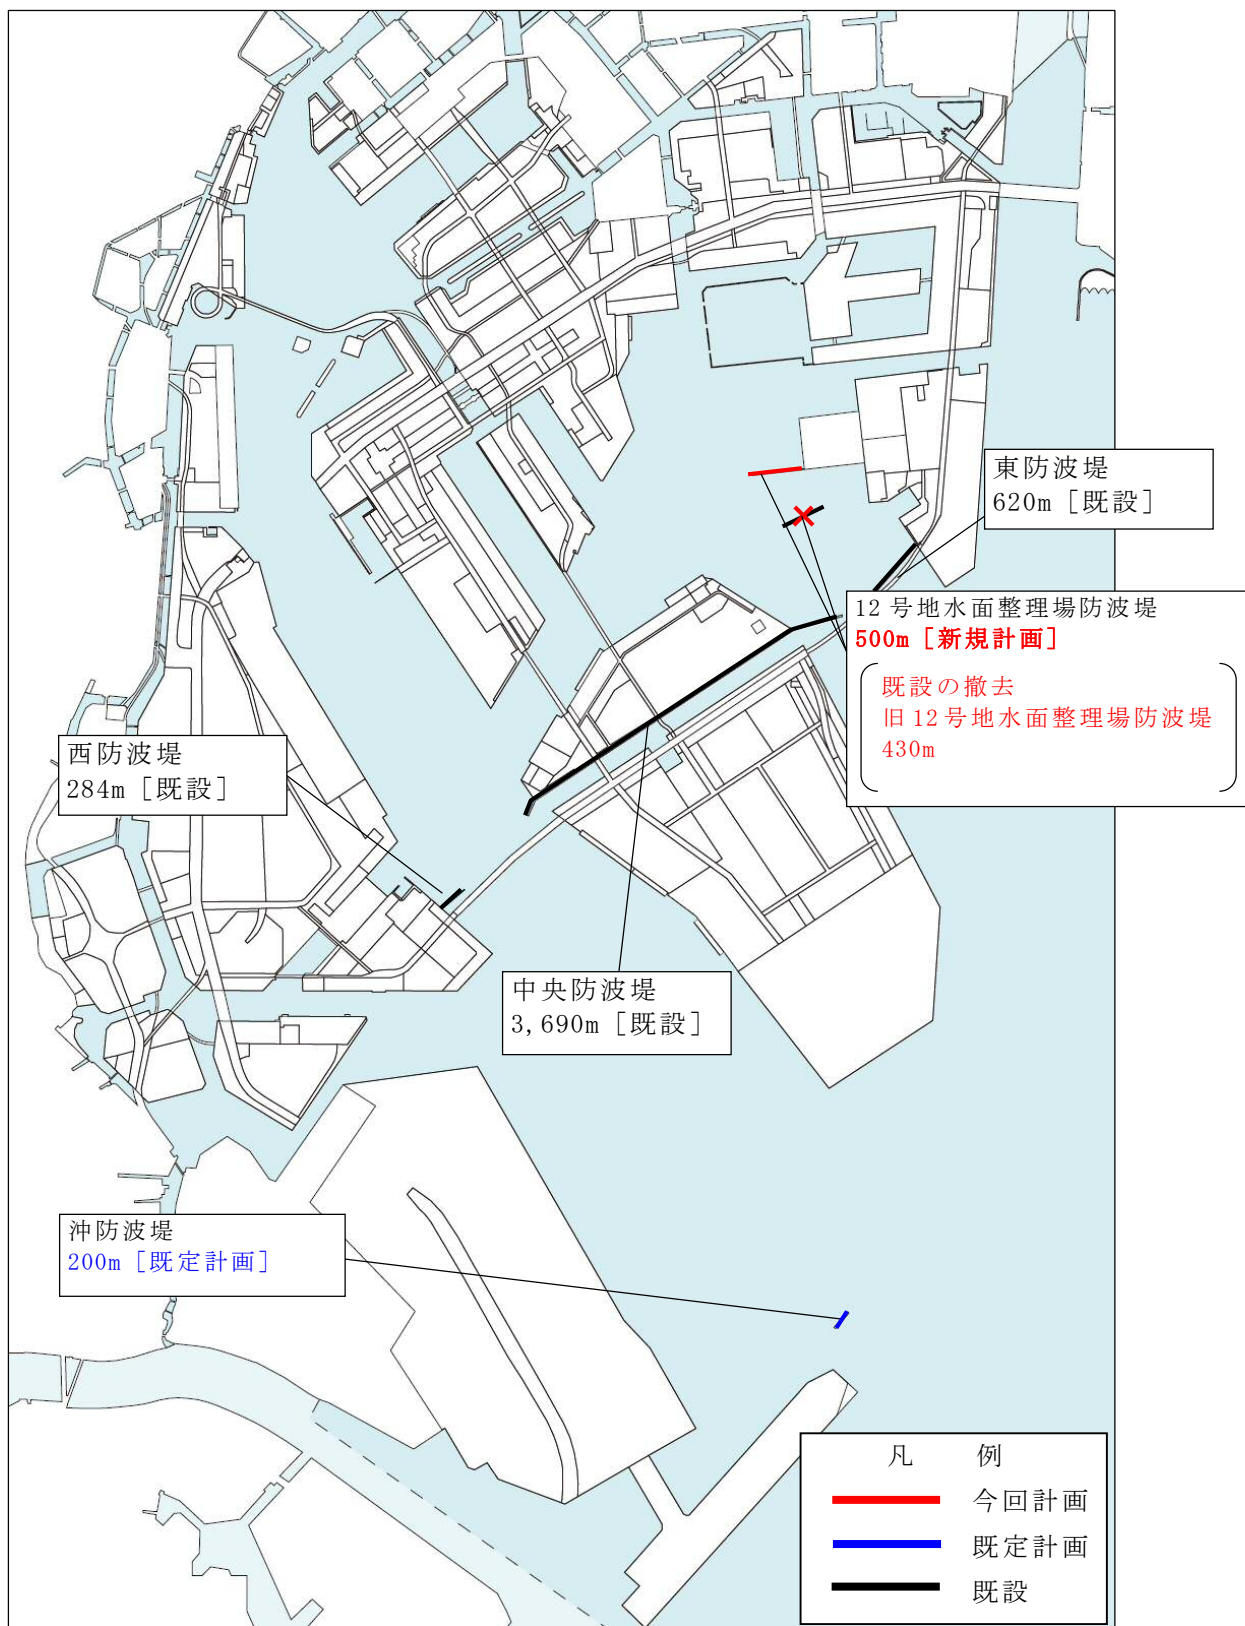 東防波堤
620m［既設］
12号地水面整理場防波堤
500m［新規計画］
既設の撤去
旧12号地水面整理場防波堤
430m
西防波堤
284m［既設］
中央防波堤
3,690m［既設］
沖防波堤
200m［既定計画］
凡　例
今回計画
既定計画
既設